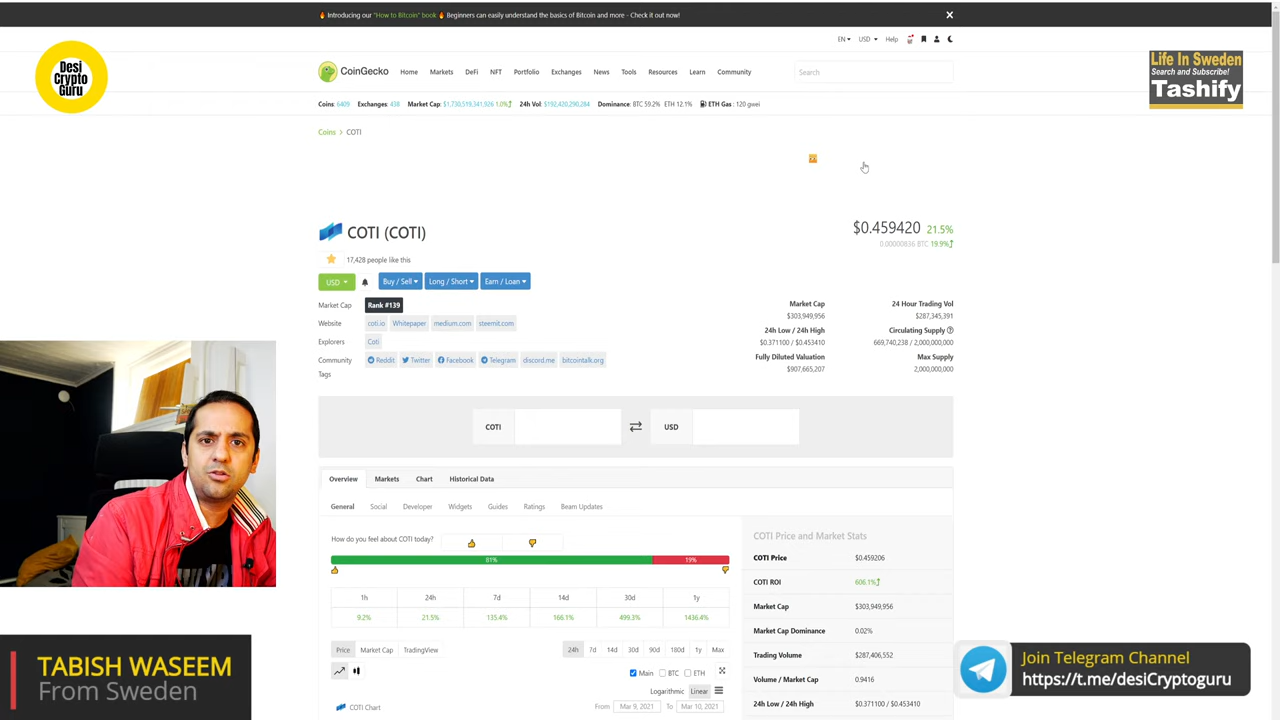 Introducing our "How to Bitcoin" book Beginners can easily understand the basics of Bitcoin and more - Check it out now!
EN USD Help
Desi
Crypto
Guru
Life In Sweden
Search and Subscribe!
Tashify
CoinGecko Home Markets DeFi NFT Portfolio Exchanges News Tools Resources Learn Community Search
Coins: 6409 Exchanges: 438 Market Cap: $1,730,519,341,926 1.0% 24h Vol: $192,420,290,284 Dominance: BTC 59.2% ETH 12.1% ETH Gas: 120 gwei
Coins > COTI
COTI (COTI)
$0.459420 21.5%
0.00000836 BTC 19.9%
17,428 people like this
USD Buy / Sell Long / Short Earn / Loan
Market Cap Rank #139
Website coti.io Whitepaper medium.com steemit.com
Explorers Coti
Community Reddit Twitter Facebook Telegram discord.me bitcointalk.org
Tags
Market Cap 24 Hour Trading Vol
$303,949,956 $287,345,391
24h Low / 24h High Circulating Supply
$0.371100 / $0.453410 669,740,238 / 2,000,000,000
Fully Diluted Valuation Max Supply
$907,665,207 2,000,000,000
COTI USD
Overview Markets Chart Historical Data
General Social Developer Widgets Guides Ratings Beam Updates
How do you feel about COTI today?
81% 19%
1h 24h 7d 14d 30d 1y
9.2% 21.5% 135.4% 166.1% 499.3% 1436.4%
Price Market Cap TradingView 24h 7d 14d 30d 90d 180d 1y Max
Main BTC ETH
Logarithmic Linear
COTI Chart From Mar 9, 2021 To Mar 10, 2021
COTI Price and Market Stats
COTI Price $0.459206
COTI ROI 606.1%
Market Cap $303,949,956
Market Cap Dominance 0.02%
Trading Volume $287,406,552
Volume / Market Cap 0.9416
24h Low / 24h High $0.371100 / $0.453410
TABISH WASEEM
From Sweden
Join Telegram Channel
https://t.me/desiCryptoguru